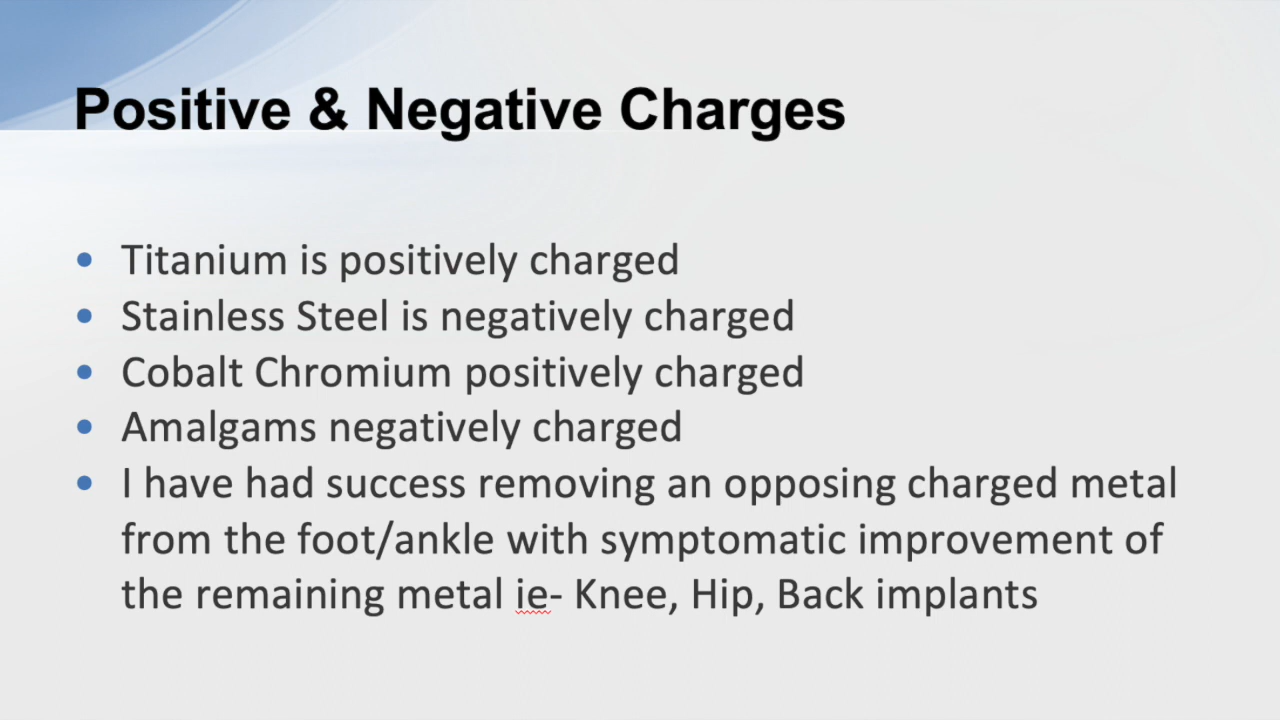 Positive & Negative Charges
• Titanium is positively charged
• Stainless Steel is negatively charged
• Cobalt Chromium positively charged
• Amalgams negatively charged
• I have had success removing an opposing charged metal
from the foot/ankle with symptomatic improvement of
the remaining metal ie- Knee, Hip, Back implants